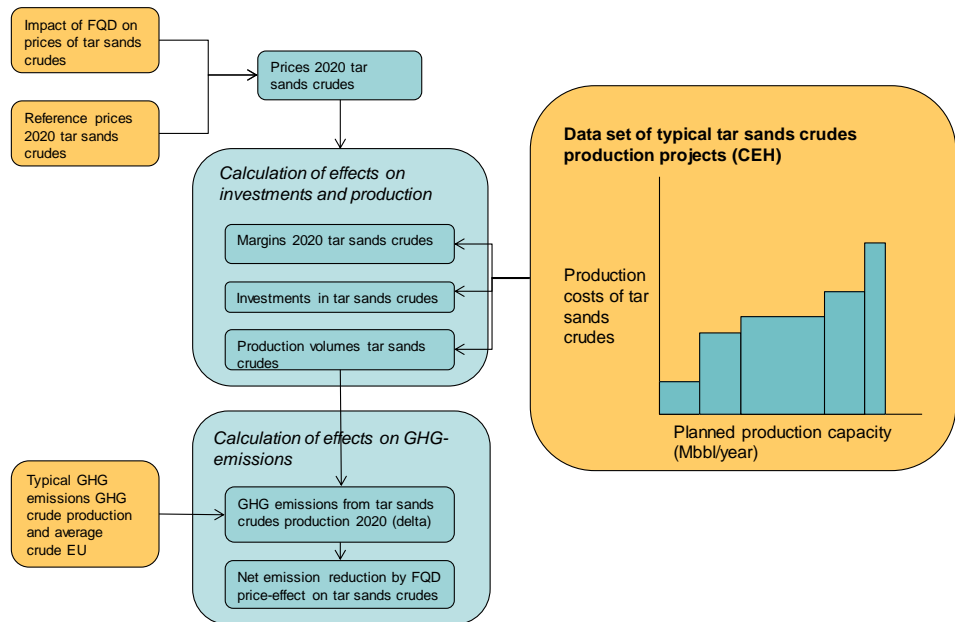 Impact of FQD on
prices of tar sands
crudes
Reference prices
2020 tar sands
crudes
Prices 2020 tar
sands crudes
Calculation of effects on
investments and production
Margins 2020 tar sands crudes
Investments in tar sands crudes
Production volumes tar sands
crudes
Data set of typical tar sands crudes
production projects (CEH)
Production
costs of tar
sands
crudes
Planned production capacity
(Mbbl/year)
Calculation of effects on GHG-
emissions
Typical GHG
emissions GHG
crude production
and average
crude EU
GHG emissions from tar sands
crudes production 2020 (delta)
Net emission reduction by FQD
price-effect on tar sands crudes